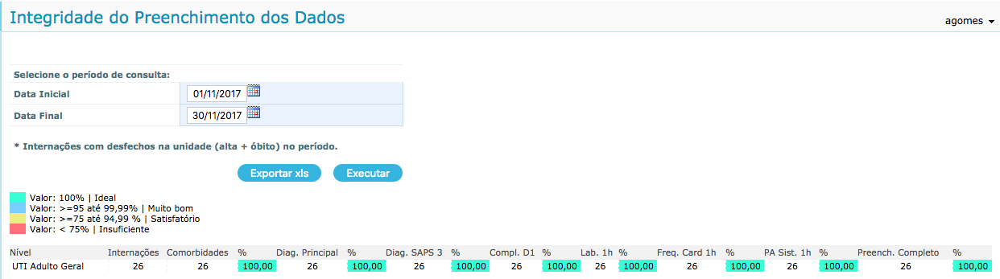 Integridade do Preenchimento dos Dados
agomes
Selecione o período de consulta:
Data Inicial 01/11/2017
Data Final 30/11/2017
* Internações com desfechos na unidade (alta + óbito) no período.
Exportar xls Executar
Valor: 100% | Ideal
Valor: >=95 até 99,99% | Muito bom
Valor: >=75 até 94,99 % | Satisfatório
Valor: < 75% | Insuficiente
Nível Internações Comorbidades % Diag. Principal % Diag. SAPS 3 % Compl. D1 % Lab. 1h % Freq. Card 1h % PA Sist. 1h % Preench. Completo %
UTI Adulto Geral 26 26 100,00 26 100,00 26 100,00 26 100,00 26 100,00 26 100,00 26 100,00 26 100,00